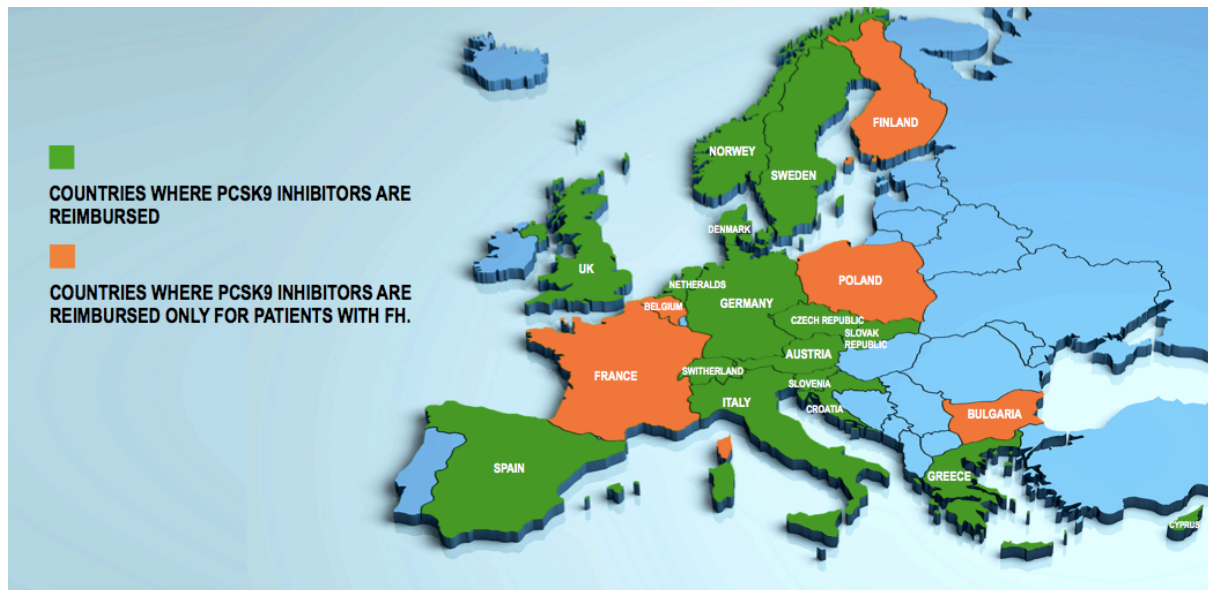 COUNTRIES WHERE PCSK9 INHIBITORS ARE
REIMBURSED
COUNTRIES WHERE PCSK9 INHIBITORS ARE
REIMBURSED ONLY FOR PATIENTS WITH FH.
FINLAND
NORWEY
SWEDEN
DENMARK
UK
NETHERALDS
POLAND
BELGIUM
GERMANY
CZECH REPUBLIC
SLOVAK
REPUBLIC
AUSTRIA
FRANCE
SWITHERLAND
SLOVENIA
ITALY
CROATIA
BULGARIA
SPAIN
GREECE
CYPRUS